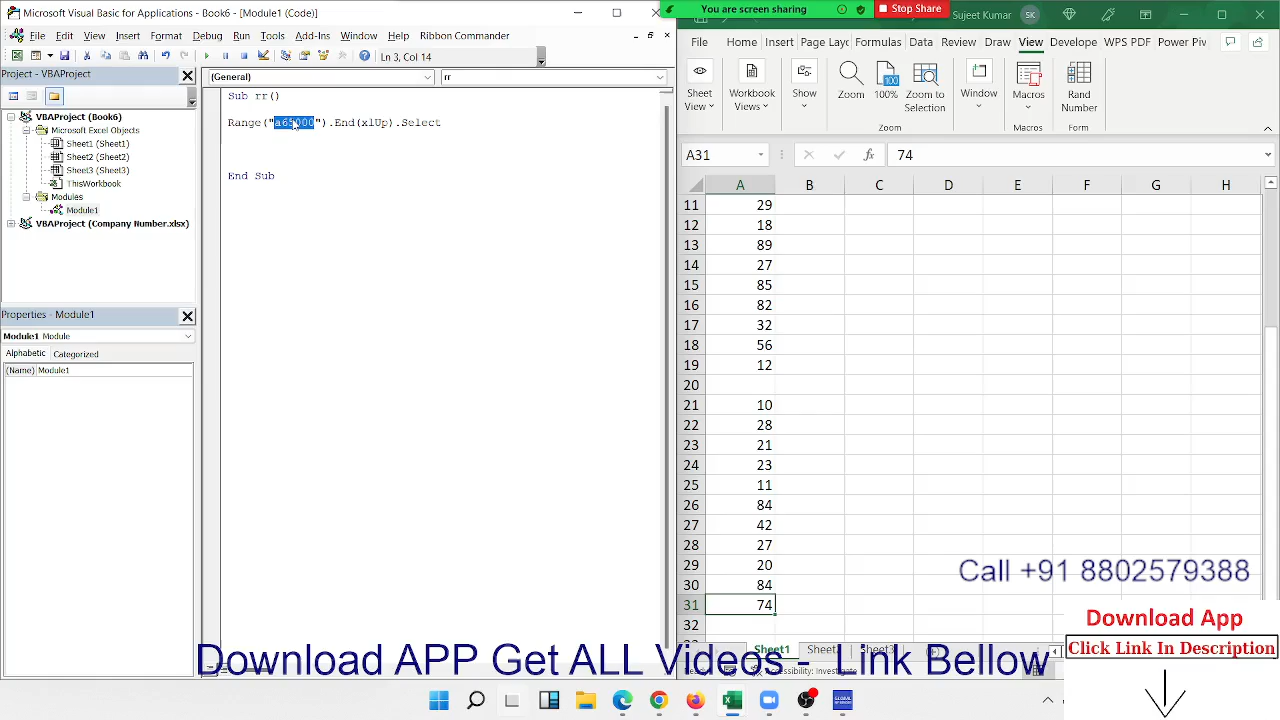 Microsoft Visual Basic for Applications - Book6 - [Module1 (Code)]
You are screen sharing
Stop Share
Sujeet Kumar
SK
File Edit View Insert Format Debug Run Tools Add-Ins Window Help Ribbon Commander
Ln 3, Col 14
Project - VBAProject
VBAProject (Book6)
Microsoft Excel Objects
Sheet1 (Sheet1)
Sheet2 (Sheet2)
Sheet3 (Sheet3)
ThisWorkbook
Modules
Module1
VBAProject (Company Number.xlsx)
Properties - Module1
Module1 Module
Alphabetic Categorized
(Name) Module1
(General) rr
Sub rr()
Range("a65000").End(xlUp).Select
End Sub
File Home Insert Page Layc Formulas Data Review View Draw Develope WPS PDF Power Piv
Sheet View
Workbook Views
Show
Zoom
100%
Zoom to Selection
Zoom
Window
Macros
Macros
Rand Number
Form
A31 fx 74
A B C D E F G H
11 29
12 18
13 89
14 27
15 85
16 82
17 32
18 56
19 12
20
21 10
22 28
23 21
24 23
25 11
26 84
27 42
28 27
29 20
30 84
31 74
32
Sheet1
Accessibility: Investigate
Call +91 8802579388
Download App
Click Link In Description
Download APP Get ALL Videos - Link Bellow